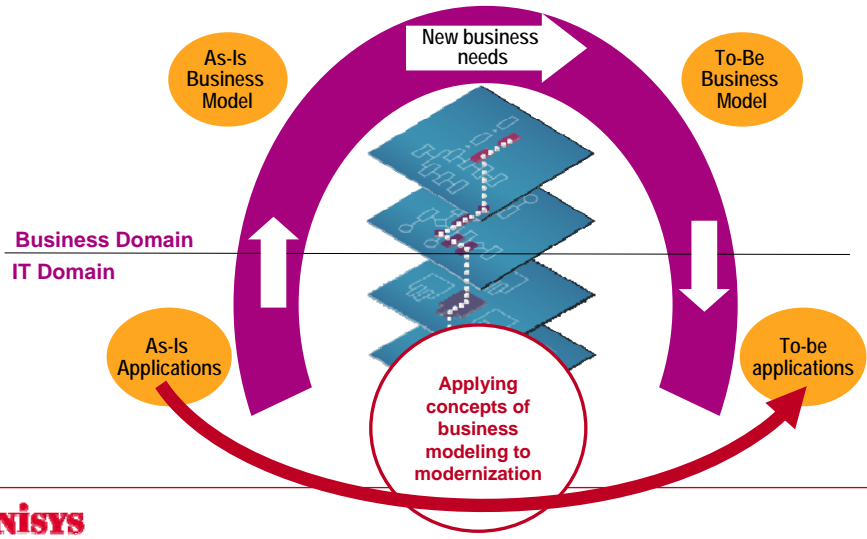 New business
needs
As-Is
Business
Model
To-Be
Business
Model
Business Domain
IT Domain
As-Is
Applications
To-be
applications
Applying
concepts of
business
modeling to
modernization
NiSYS